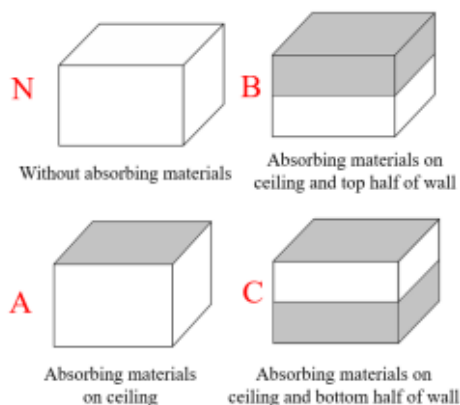 N
Without absorbing materials
B
Absorbing materials on
ceiling and top half of wall
A
Absorbing materials
on ceiling
C
Absorbing materials on
ceiling and bottom half of wall